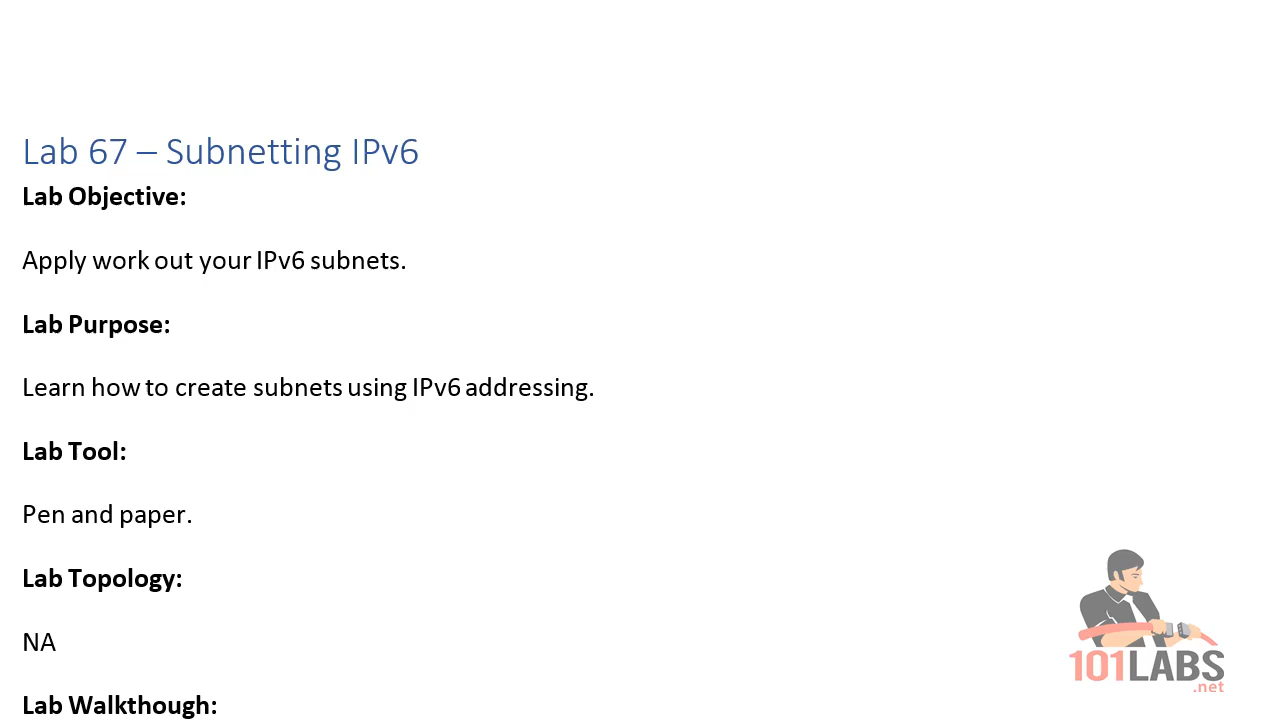 Lab 67 – Subnetting IPv6
Lab Objective:
Apply work out your IPv6 subnets.
Lab Purpose:
Learn how to create subnets using IPv6 addressing.
Lab Tool:
Pen and paper.
Lab Topology:
NA
Lab Walkthough:
101LABS
.net